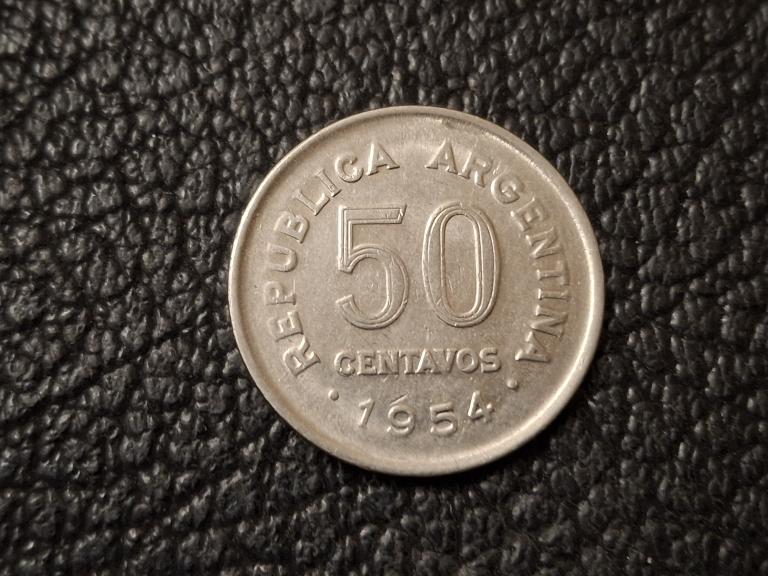 REPUBLICA ARGENTINA
50
CENTAVOS
· 1954 ·